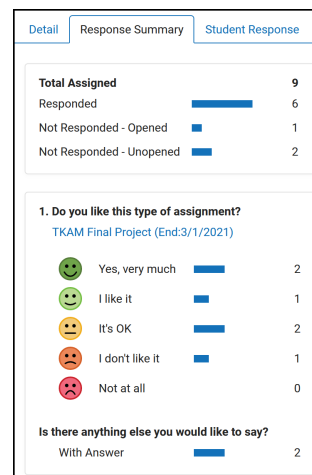 Detail Response Summary Student Response
Total Assigned 9
Responded 6
Not Responded - Opened 1
Not Responded - Unopened 2
1. Do you like this type of assignment?
TKAM Final Project (End:3/1/2021)
Yes, very much 2
I like it 1
It's OK 2
I don't like it 1
Not at all 0
Is there anything else you would like to say?
With Answer 2